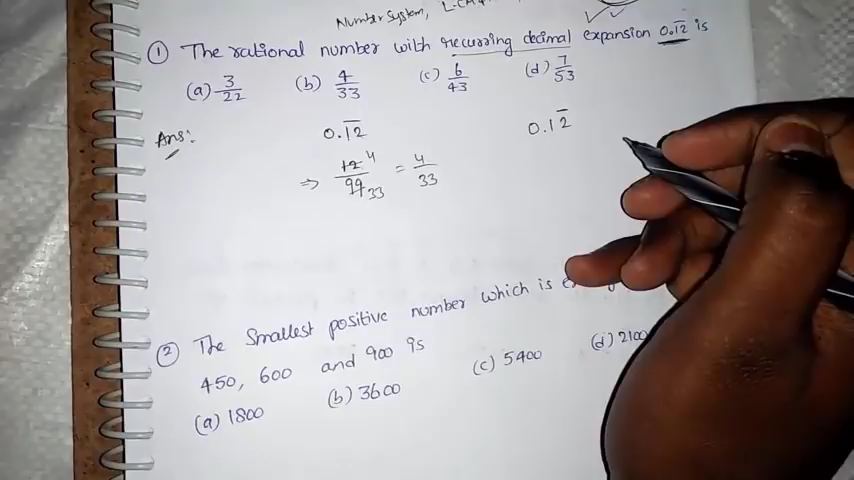 Number System, L-CM
① The rational number with recurring decimal expansion 0.1̅2̅ is
(a) 3/22 (b) 4/33 (c) 6/43 (d) 7/53
Ans: 0.1̅2̅ 0.12̅
⇒ 12 4/99 33 = 4/33
② The Smallest positive number which is
450, 600 and 900 is
(a) 1800 (b) 3600 (c) 5400 (d) 2100